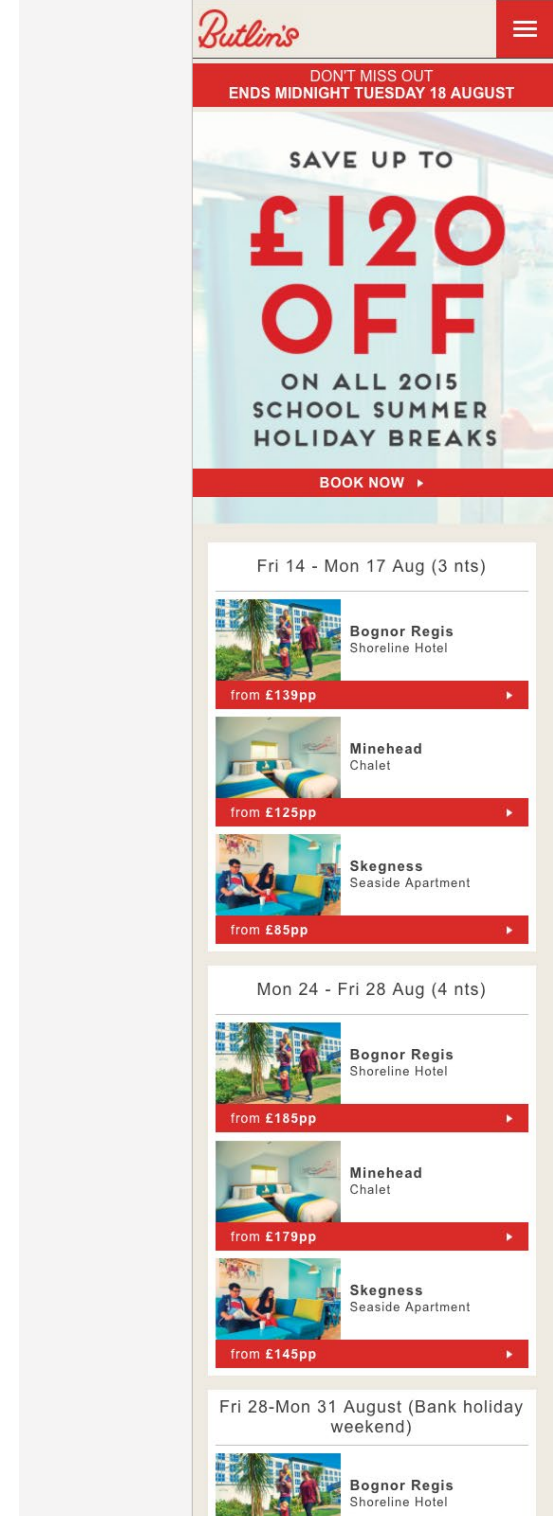 Butlin's
DON'T MISS OUT
ENDS MIDNIGHT TUESDAY 18 AUGUST
SAVE UP TO
£120
OFF
ON ALL 2015
SCHOOL SUMMER
HOLIDAY BREAKS
BOOK NOW
Fri 14 - Mon 17 Aug (3 nts)
Bognor Regis
Shoreline Hotel
from £139pp
Minehead
Chalet
from £125pp
Skegness
Seaside Apartment
from £85pp
Mon 24 - Fri 28 Aug (4 nts)
Bognor Regis
Shoreline Hotel
from £185pp
Minehead
Chalet
from £179pp
Skegness
Seaside Apartment
from £145pp
Fri 28-Mon 31 August (Bank holiday
weekend)
Bognor Regis
Shoreline Hotel